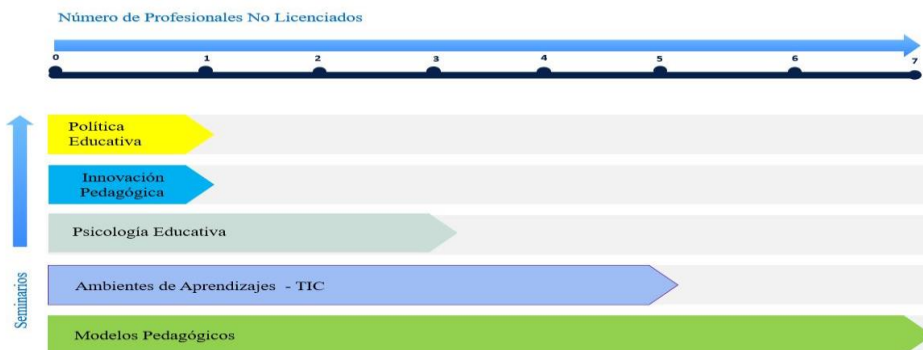 Número de Profesionales No Licenciados
0 1 2 3 4 5 6 7
Política
Educativa
Innovación
Pedagógica
Psicología Educativa
Ambientes de Aprendizajes - TIC
Modelos Pedagógicos
Seminarios